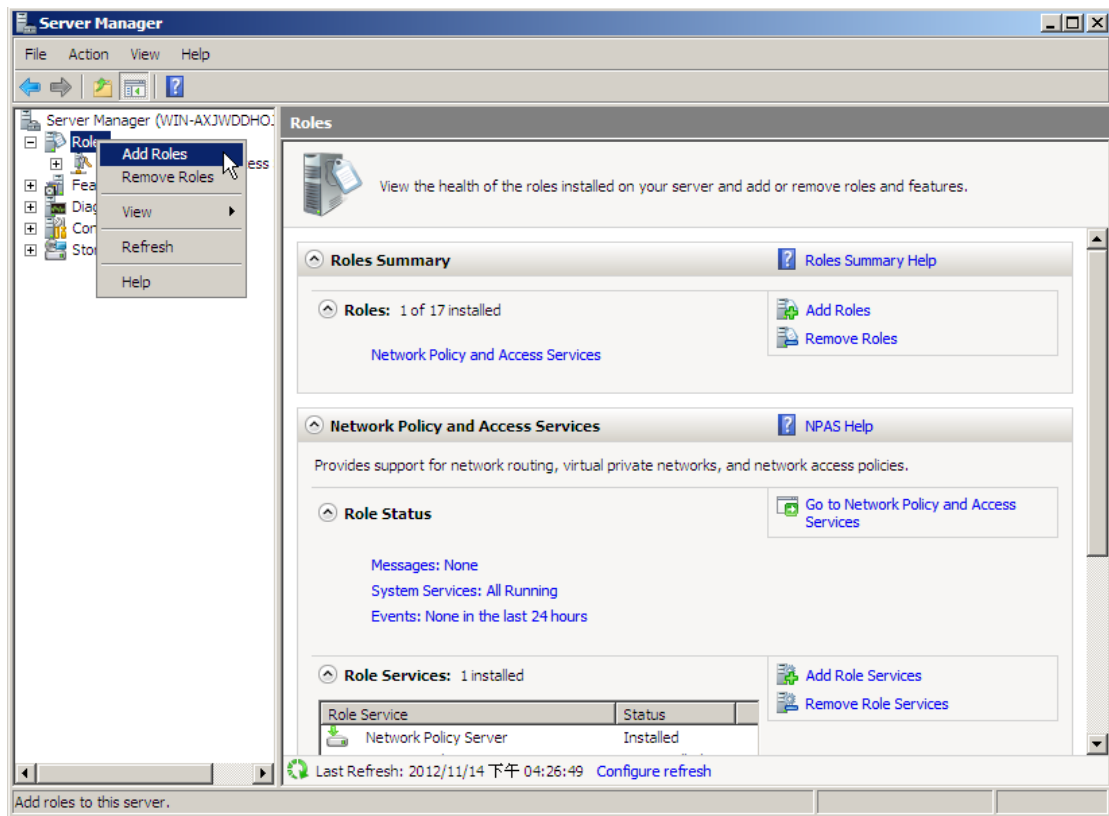 Server Manager
File Action View Help
Server Manager (WIN-AXJWDDHOJ
Roles
Add Roles
Remove Roles
View
Refresh
Help
ess
Roles
View the health of the roles installed on your server and add or remove roles and features.
Roles Summary
Roles Summary Help
Roles: 1 of 17 installed
Add Roles
Remove Roles
Network Policy and Access Services
Network Policy and Access Services
NPAS Help
Provides support for network routing, virtual private networks, and network access policies.
Role Status
Go to Network Policy and Access
Services
Messages: None
System Services: All Running
Events: None in the last 24 hours
Role Services: 1 installed
Add Role Services
Remove Role Services
Role Service Status
Network Policy Server Installed
Last Refresh: 2012/11/14 下午 04:26:49 Configure refresh
Add roles to this server.